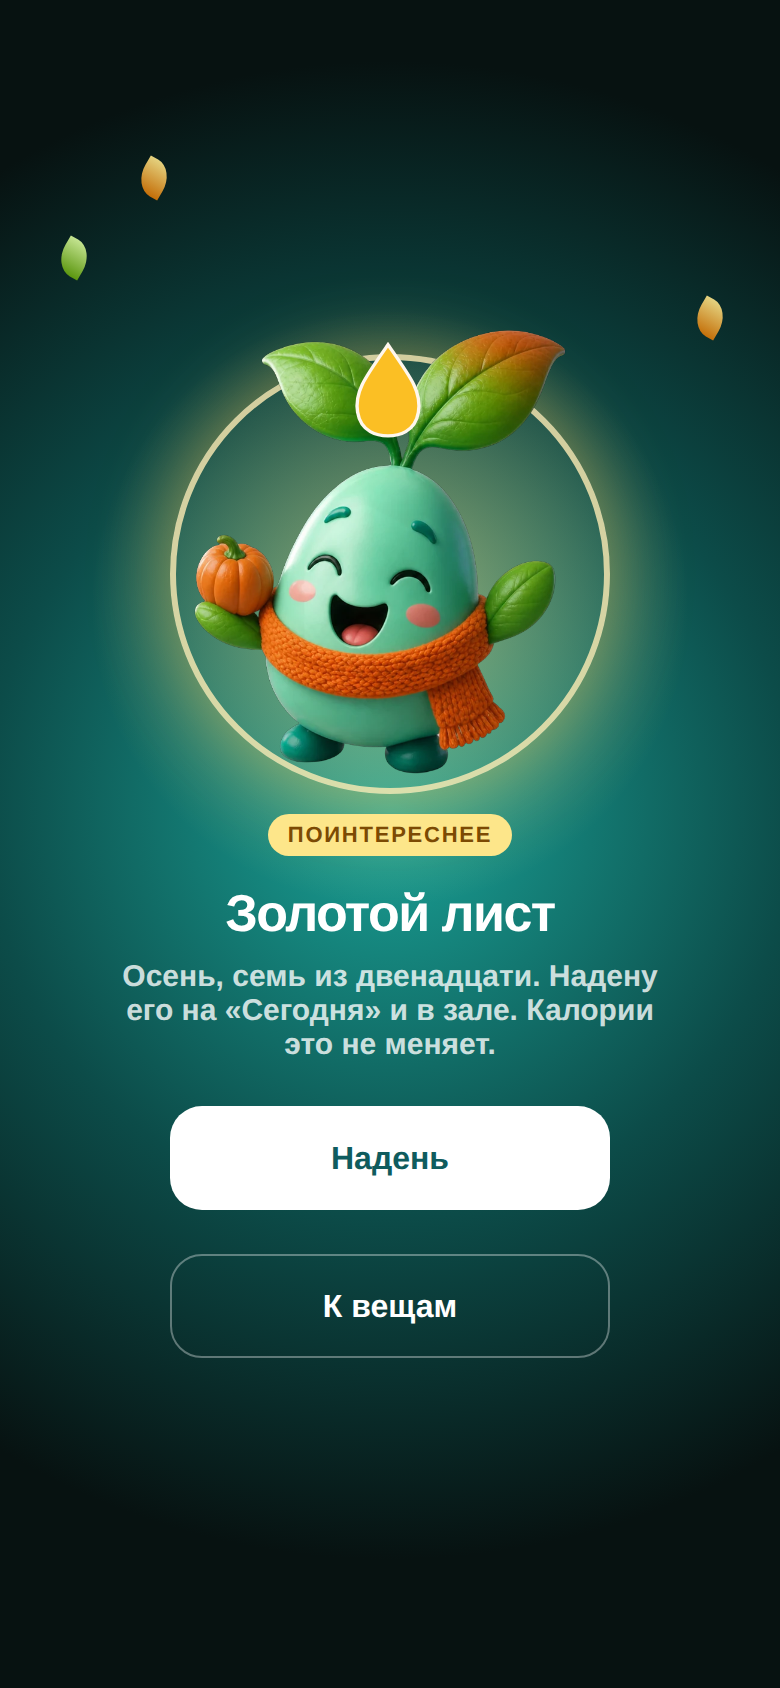 ПОИНТЕРЕСНЕЕ
Золотой лист
Осень, семь из двенадцати. Надену
его на «Сегодня» и в зале. Калории
это не меняет.
Надень
К вещам